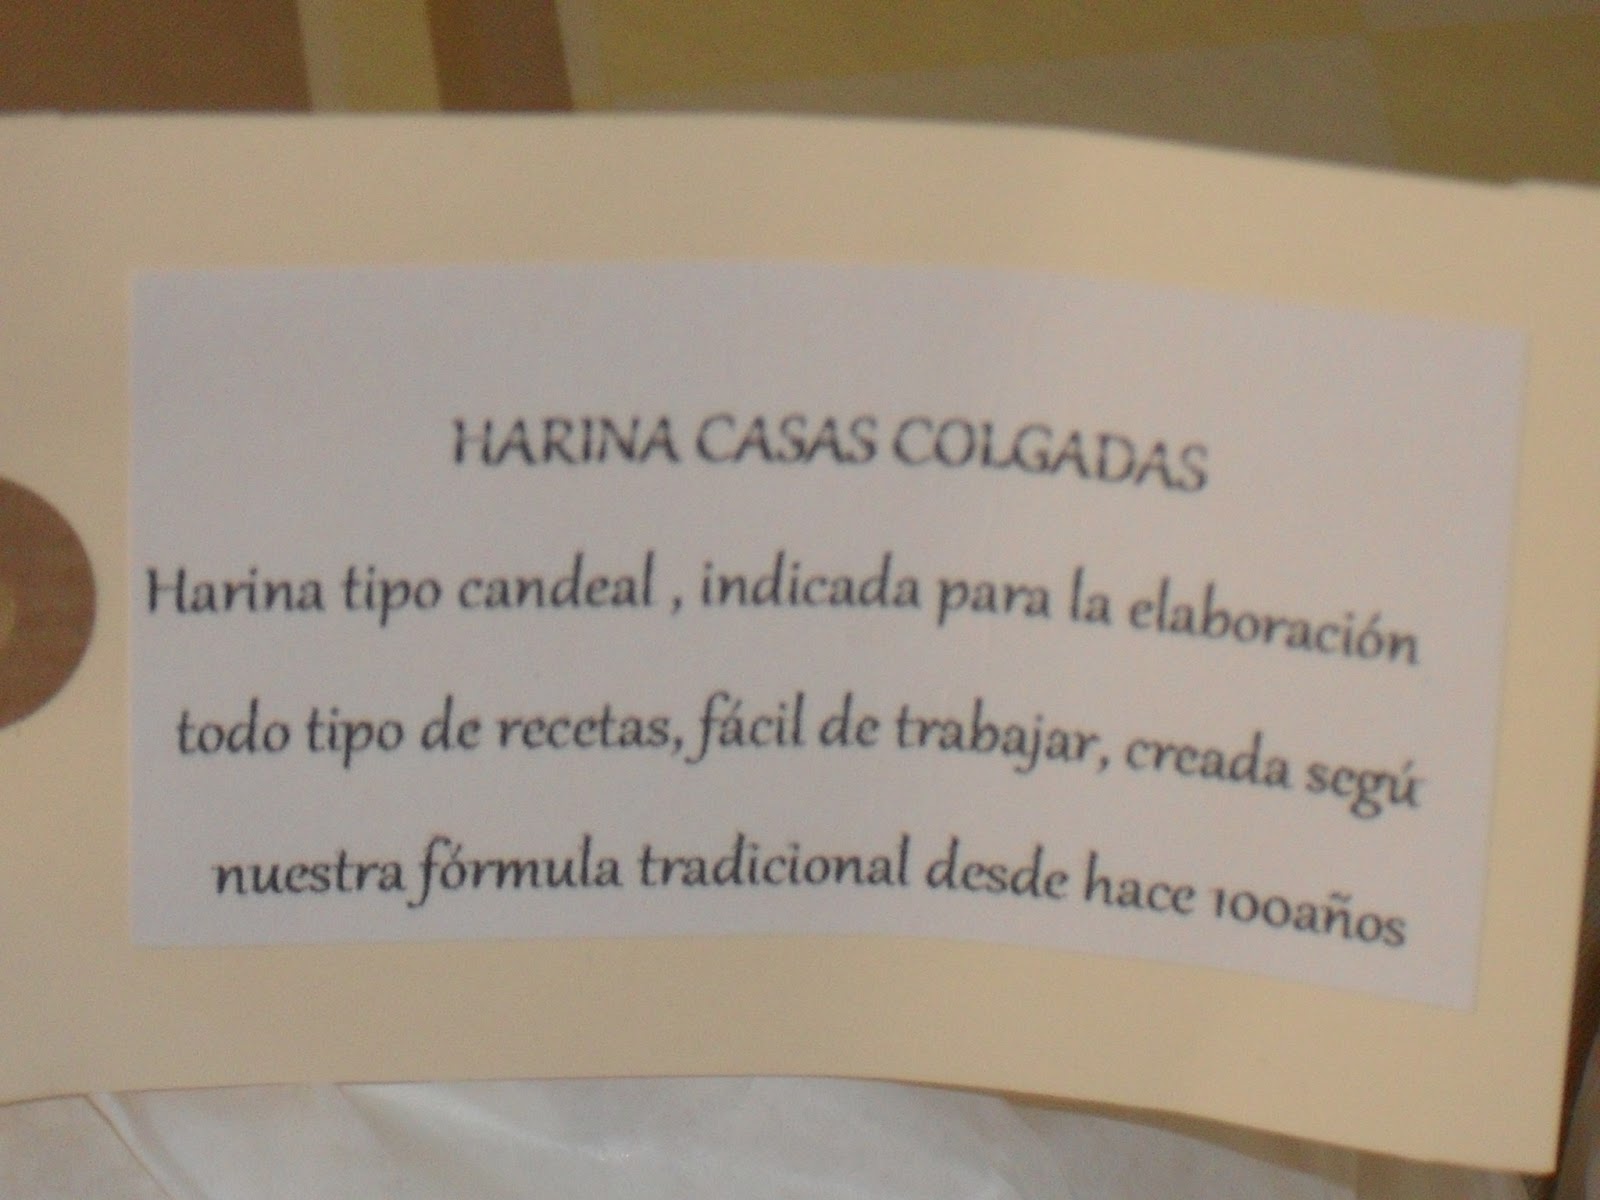 HARINA CASAS COLGADAS
Harina tipo candeal , indicada para la elaboración
todo tipo de recetas, fácil de trabajar, creada segú
nuestra fórmula tradicional desde hace 100años